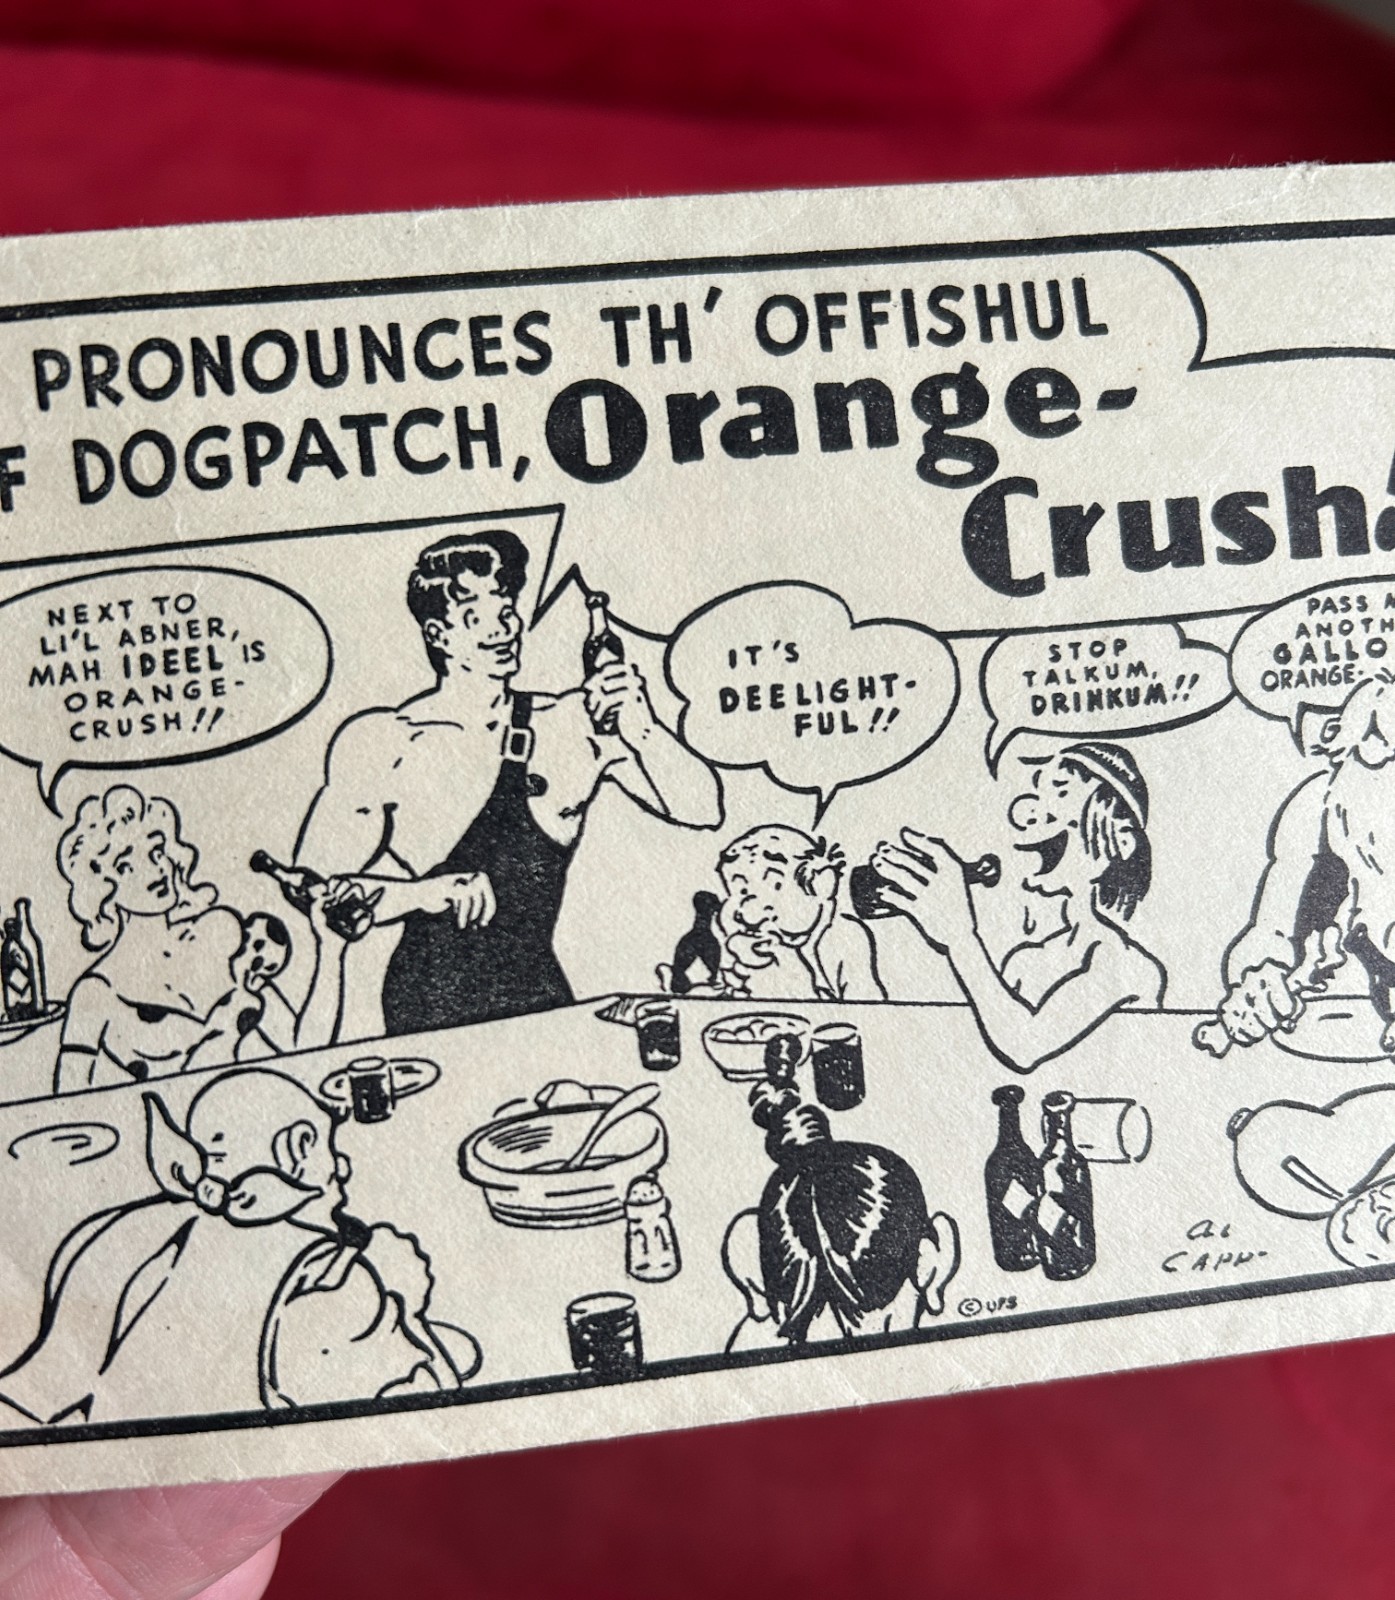 PRONOUNCES TH' OFFISHUL
F DOGPATCH, Orange-
Crush!
NEXT TO
LI'L ABNER,
MAH IDEEL IS
ORANGE-
CRUSH!!
IT'S
DEELIGHT-
FUL!!
STOP
TALKUM,
DRINKUM!!
PASS
ANOTH
GALLO
ORANGE-
AL
CAPP-
© UFS